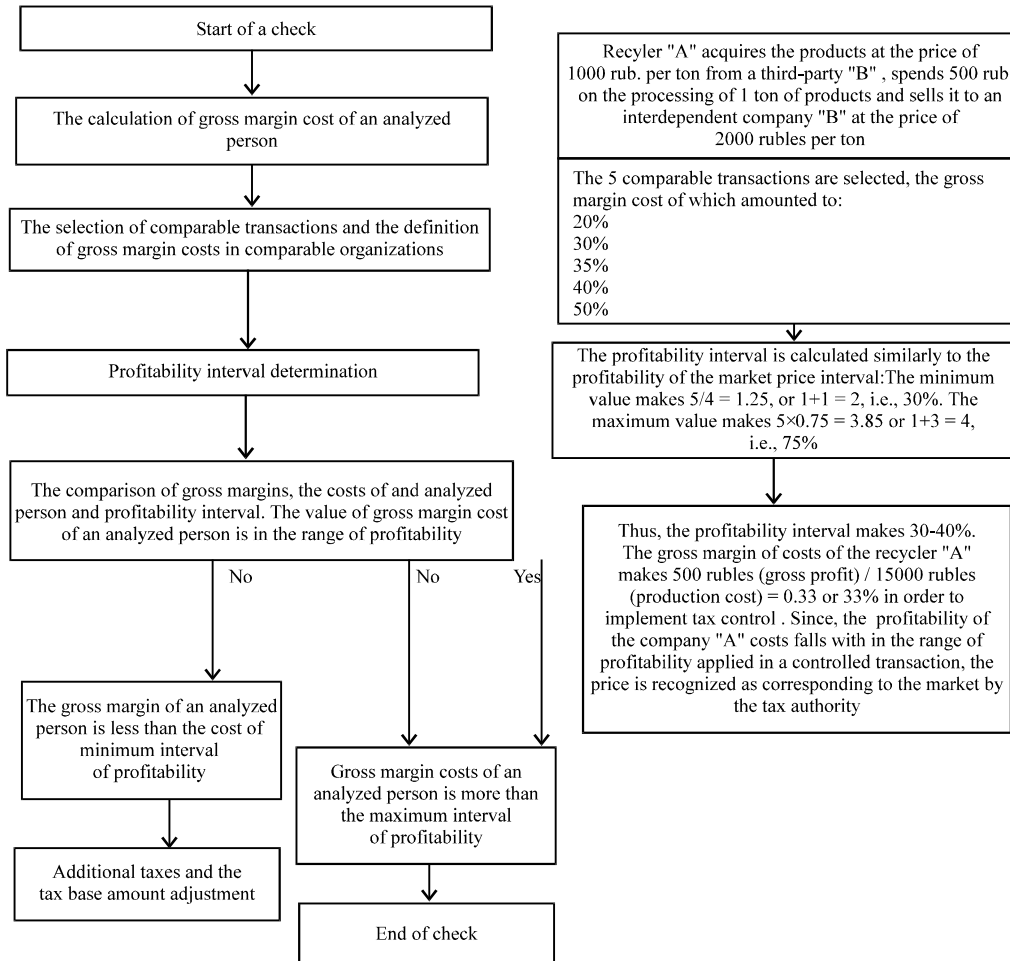 Start of a check
The calculation of gross margin cost of an analyzed
person
The selection of comparable transactions and the definition
of gross margin costs in comparable organizations
Profitability interval determination
The comparison of gross margins, the costs of and analyzed
person and profitability interval. The value of gross margin cost
of an analyzed person is in the range of profitability
No
No
Yes
The gross margin of an analyzed
person is less than the cost of
minimum interval
of profitability
Additional taxes and the
tax base amount adjustment
Gross margin costs of an
analyzed person is more than
the maximum interval
of profitability
End of check
Recyler "A" acquires the products at the price of
1000 rub. per ton from a third-party "B" , spends 500 rub
on the processing of 1 ton of products and sells it to an
interdependent company "B" at the price of
2000 rubles per ton
The 5 comparable transactions are selected, the gross
margin cost of which amounted to:
20%
30%
35%
40%
50%
The profitability interval is calculated similarly to the
profitability of the market price interval:The minimum
value makes 5/4 = 1.25, or 1+1 = 2, i.e., 30%. The
maximum value makes 5×0.75 = 3.85 or 1+3 = 4,
i.e., 75%
Thus, the profitability interval makes 30-40%.
The gross margin of costs of the recycler "A"
makes 500 rubles (gross profit) / 15000 rubles
(production cost) = 0.33 or 33% in order to
implement tax control . Since, the profitability of
the company "A" costs falls with in the range of
profitability applied in a controlled transaction, the
price is recognized as corresponding to the market by
the tax authority